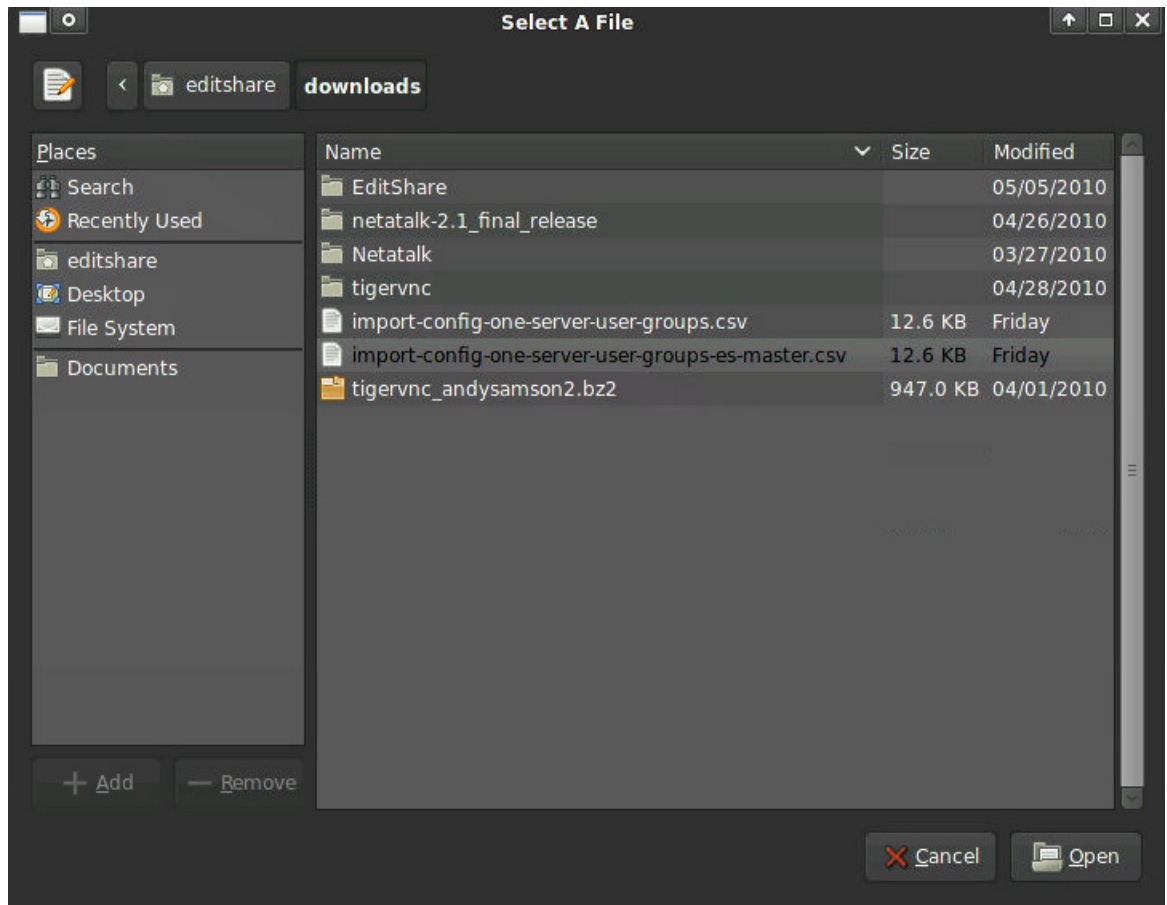 Select A File
editshare downloads
Places
Search
Recently Used
editshare
Desktop
File System
Documents
Add Remove
Name Size Modified
EditShare 05/05/2010
netatalk-2.1_final_release 04/26/2010
Netatalk 03/27/2010
tigervnc 04/28/2010
import-config-one-server-user-groups.csv 12.6 KB Friday
import-config-one-server-user-groups-es-master.csv 12.6 KB Friday
tigervnc_andysamson2.bz2 947.0 KB 04/01/2010
Cancel Open